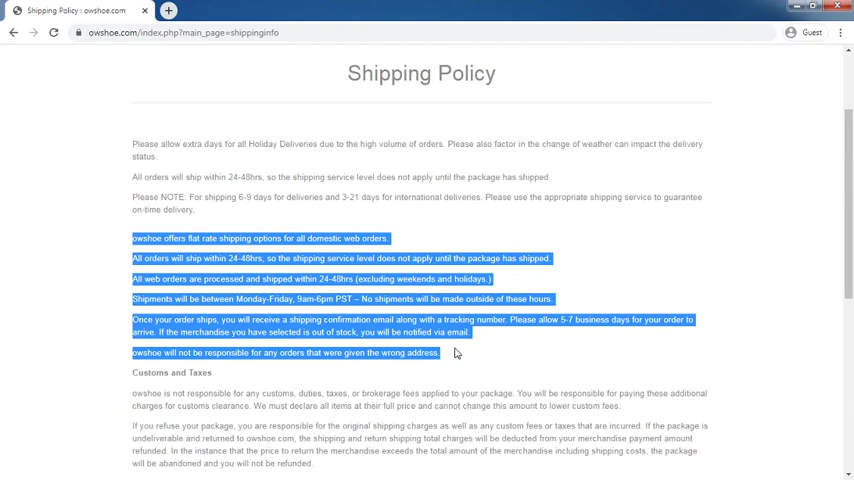 Shipping Policy : owshoe.com
owshoe.com/index.php?main_page=shippinginfo
Guest
Shipping Policy
Please allow extra days for all Holiday Deliveries due to the high volume of orders. Please also factor in the change of weather can impact the delivery
status.
All orders will ship within 24-48hrs, so the shipping service level does not apply until the package has shipped.
Please NOTE: For shipping 6-9 days for deliveries and 3-21 days for international deliveries. Please use the appropriate shipping service to guarantee
on-time delivery.
owshoe offers flat rate shipping options for all domestic web orders.
All orders will ship within 24-48hrs, so the shipping service level does not apply until the package has shipped.
All web orders are processed and shipped within 24-48hrs (excluding weekends and holidays.)
Shipments will be between Monday-Friday, 9am-6pm PST – No shipments will be made outside of these hours.
Once your order ships, you will receive a shipping confirmation email along with a tracking number. Please allow 5-7 business days for your order to
arrive. If the merchandise you have selected is out of stock, you will be notified via email.
owshoe will not be responsible for any orders that were given the wrong address.
Customs and Taxes
owshoe is not responsible for any customs, duties, taxes, or brokerage fees applied to your package. You will be responsible for paying these additional
charges for customs clearance. We must declare all items at their full price and cannot change this amount to lower custom fees.
If you refuse your package, you are responsible for the original shipping charges as well as any custom fees or taxes that are incurred. If the package is
undeliverable and returned to owshoe.com, the shipping and return shipping total charges will be deducted from your merchandise payment amount
refunded. In the instance that the price to return the merchandise exceeds the total amount of the merchandise including shipping costs, the package
will be abandoned and you will not be refunded.